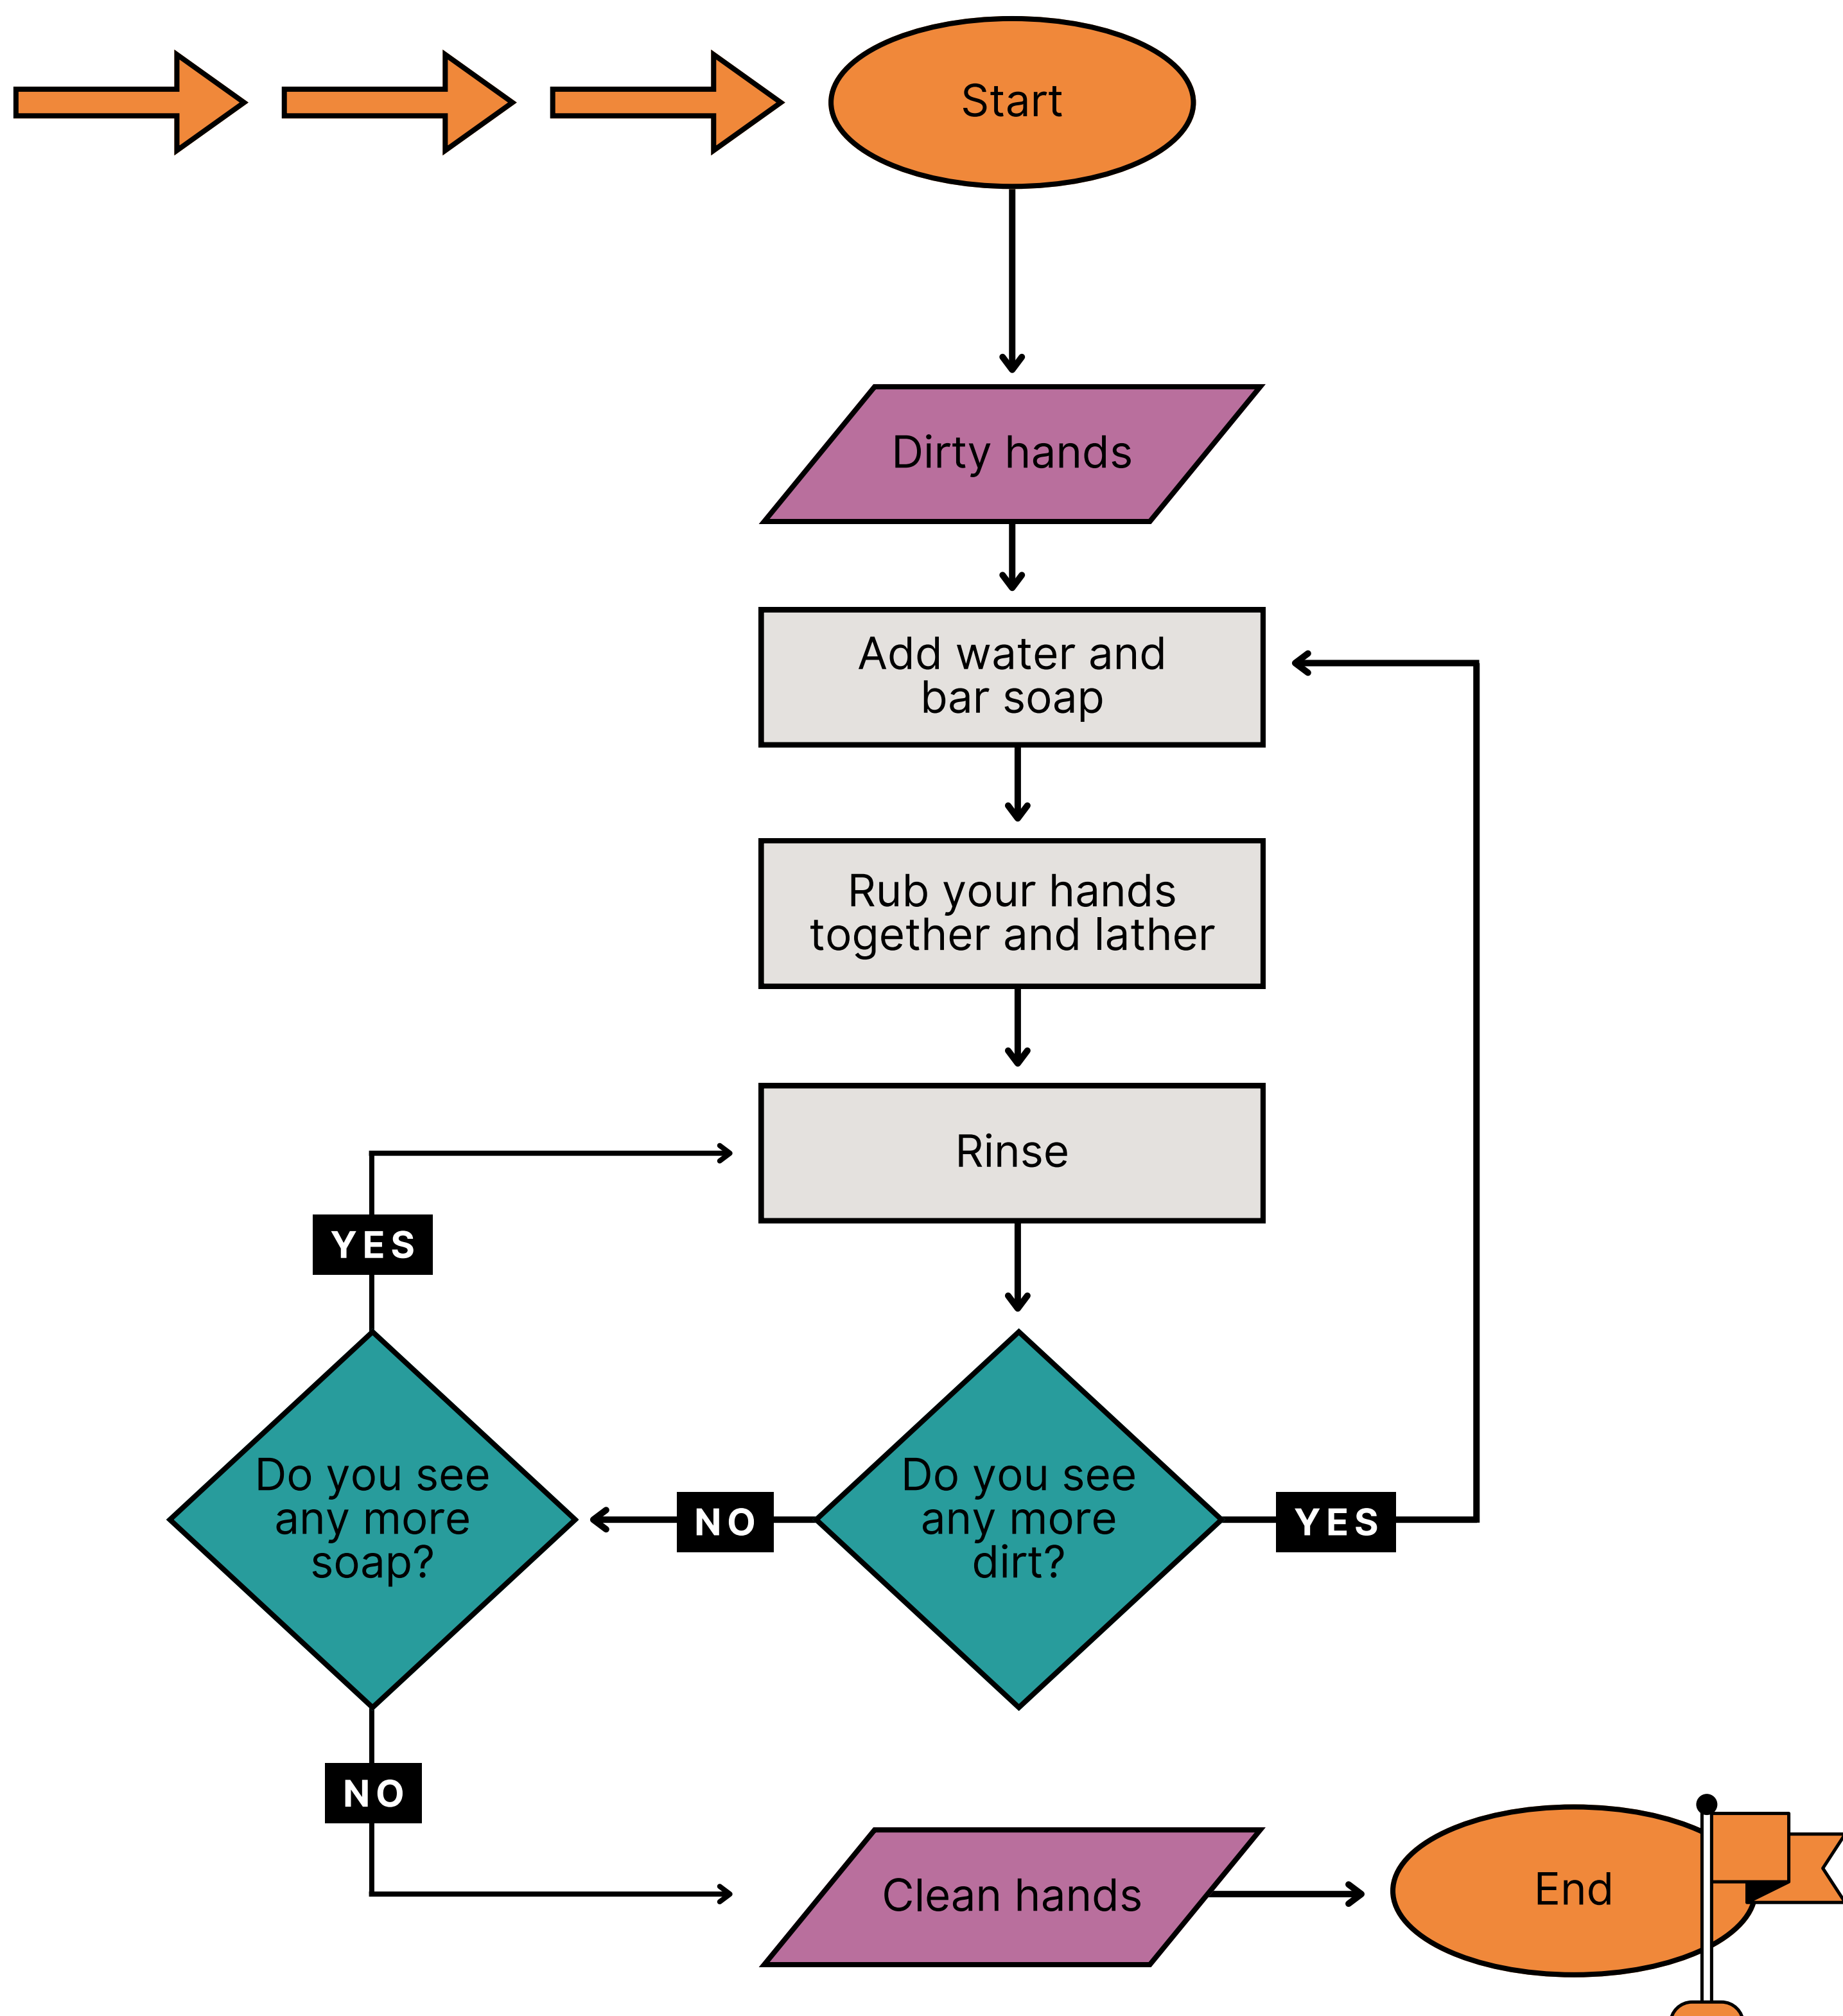 Start
Dirty hands
Add water and
bar soap
Rub your hands
together and lather
Rinse
YES
Do you see
any more
soap?
NO
Do you see
any more
dirt?
YES
NO
Clean hands
End